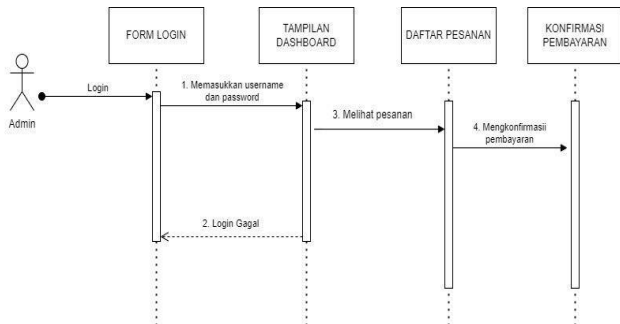 FORM LOGIN
TAMPILAN
DASHBOARD
DAFTAR PESANAN
KONFIRMASI
PEMBAYARAN
Admin
Login
1. Memasukkan username
dan password
3. Melihat pesanan
4. Mengkonfirmasii
pembayaran
2. Login Gagal